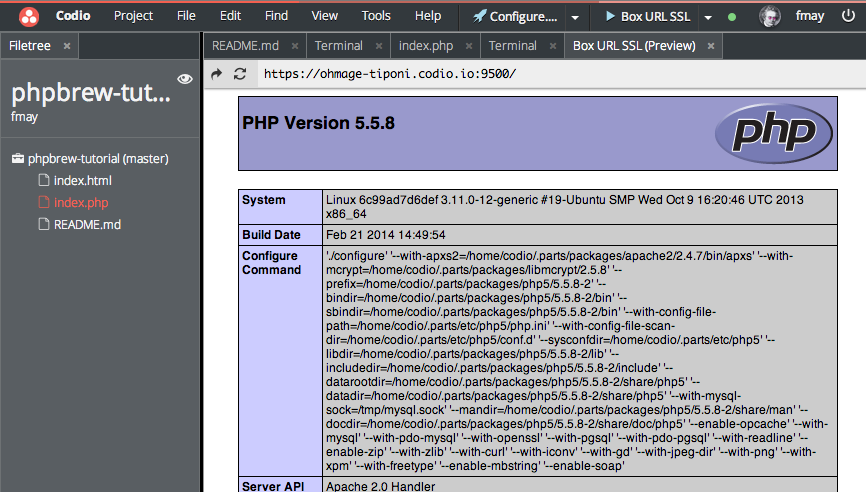 Codio Project File Edit Find View Tools Help Configure.... Box URL SSL fmay
Filetree × README.md × Terminal × index.php × Terminal × Box URL SSL (Preview) ×
https://ohmage-tiponi.codio.io:9500/
phpbrew-tut...
fmay
phpbrew-tutorial (master)
index.html
index.php
README.md
PHP Version 5.5.8
php
System Linux 6c99ad7d6def 3.11.0-12-generic #19-Ubuntu SMP Wed Oct 9 16:20:46 UTC 2013
x86_64
Build Date Feb 21 2014 14:49:54
Configure './configure' '--with-apxs2=/home/codio/.parts/packages/apache2/2.4.7/bin/apxs' '--with-
Command mcrypt=/home/codio/.parts/packages/libmcrypt/2.5.8' '--
prefix=/home/codio/.parts/packages/php5/5.5.8-2' '--
bindir=/home/codio/.parts/packages/php5/5.5.8-2/bin' '--
sbindir=/home/codio/.parts/packages/php5/5.5.8-2/bin' '--with-config-file-
path=/home/codio/.parts/etc/php5/php.ini' '--with-config-file-scan-
dir=/home/codio/.parts/etc/php5/conf.d' '--sysconfdir=/home/codio/.parts/etc/php5' '--
libdir=/home/codio/.parts/packages/php5/5.5.8-2/lib' '--
includedir=/home/codio/.parts/packages/php5/5.5.8-2/include' '--
datarootdir=/home/codio/.parts/packages/php5/5.5.8-2/share/php5' '--
datadir=/home/codio/.parts/packages/php5/5.5.8-2/share/php5' '--with-mysql-
sock=/tmp/mysql.sock' '--mandir=/home/codio/.parts/packages/php5/5.5.8-2/share/man' '--
docdir=/home/codio/.parts/packages/php5/5.5.8-2/share/doc/php5' '--enable-opcache' '--with-
mysql' '--with-pdo-mysql' '--with-openssl' '--with-pgsql' '--with-pdo-pgsql' '--with-readline' '--
enable-zip' '--with-zlib' '--with-curl' '--with-iconv' '--with-gd' '--with-jpeg-dir' '--with-png' '--with-
xpm' '--with-freetype' '--enable-mbstring' '--enable-soap'
Server API Apache 2.0 Handler